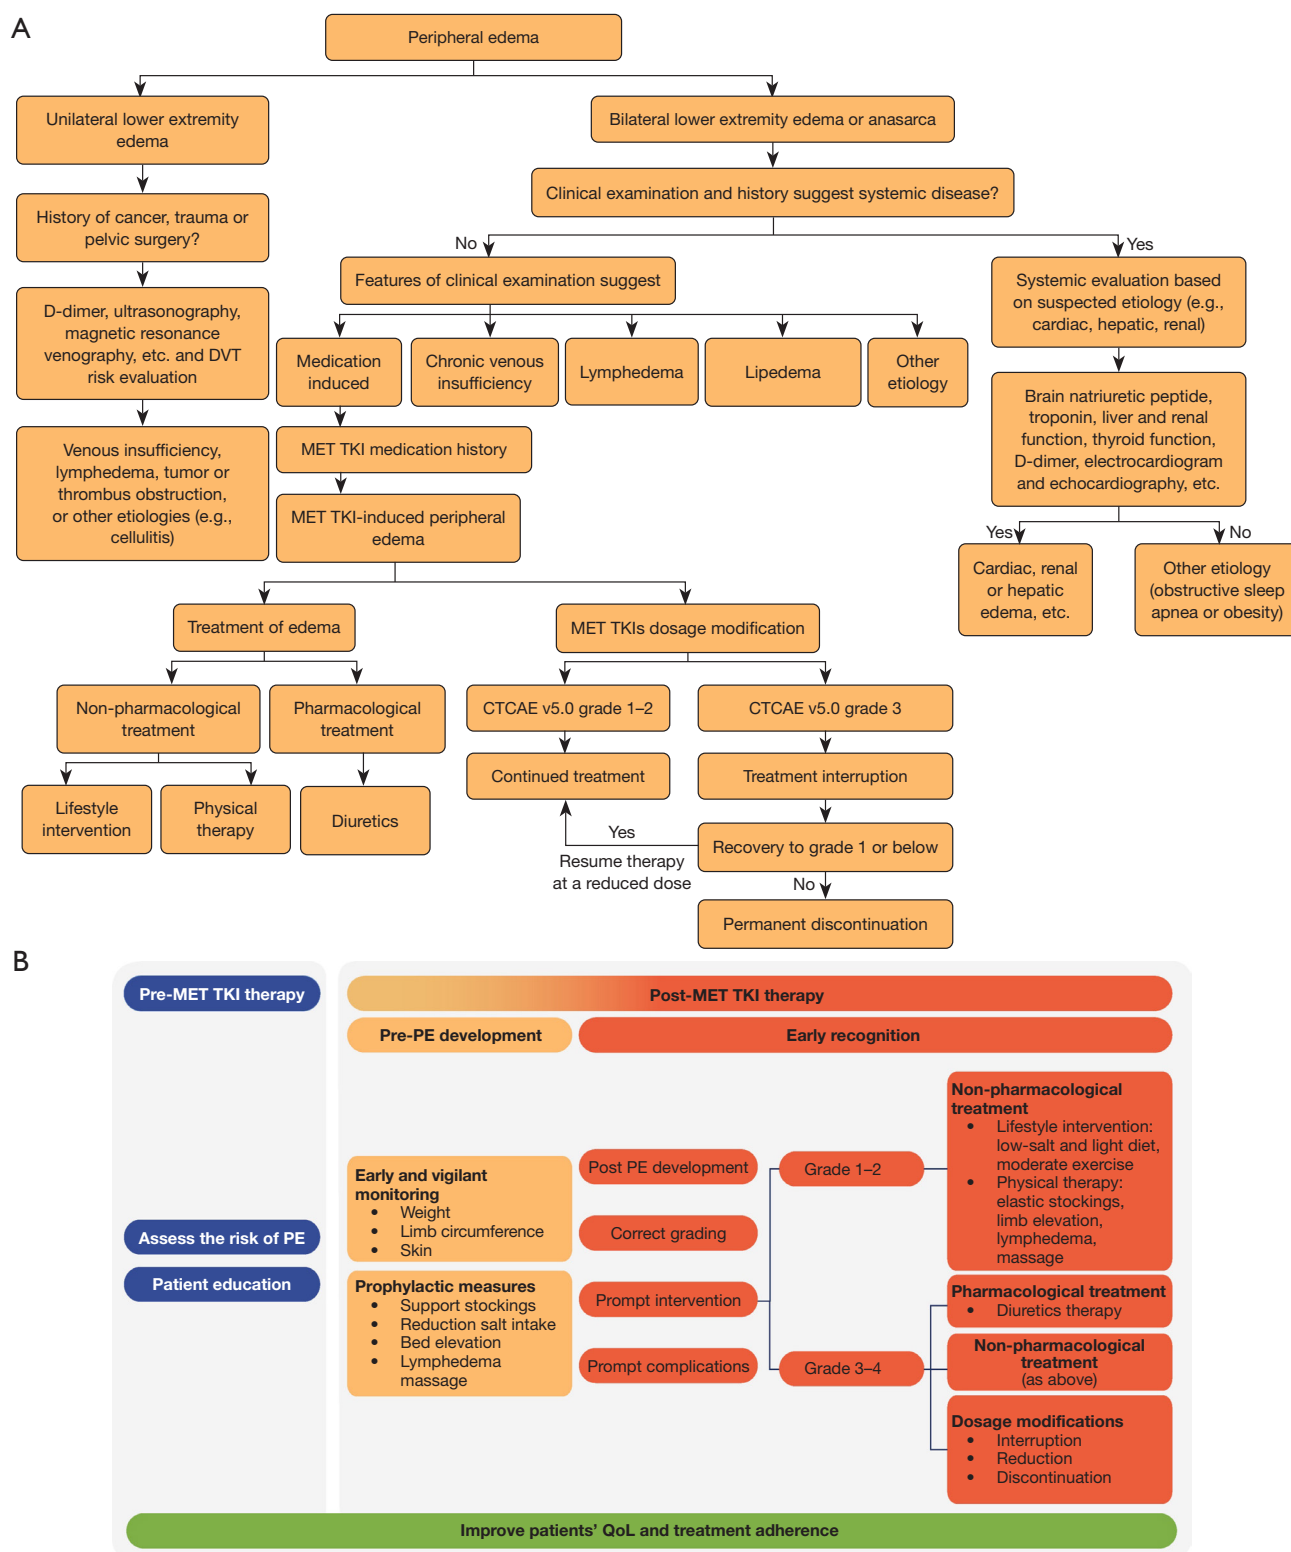 A
Peripheral edema
Unilateral lower extremity
edema
Bilateral lower extremity edema or anasarca
History of cancer, trauma or
pelvic surgery?
Clinical examination and history suggest systemic disease?
No
Yes
D-dimer, ultrasonography,
magnetic resonance
venography, etc. and DVT
risk evaluation
Features of clinical examination suggest
Systemic evaluation based
on suspected etiology (e.g.,
cardiac, hepatic, renal)
Medication
induced
Chronic venous
insufficiency
Lymphedema
Lipedema
Other
etiology
Venous insufficiency,
lymphedema, tumor or
thrombus obstruction,
or other etiologies (e.g.,
cellulitis)
MET TKI medication history
Brain natriuretic peptide,
troponin, liver and renal
function, thyroid function,
D-dimer, electrocardiogram
and echocardiography, etc.
MET TKI-induced peripheral
edema
Yes
No
Cardiac, renal
or hepatic
edema, etc.
Other etiology
(obstructive sleep
apnea or obesity)
Treatment of edema
MET TKIs dosage modification
Non-pharmacological
treatment
Pharmacological
treatment
CTCAE v5.0 grade 1–2
CTCAE v5.0 grade 3
Lifestyle
intervention
Physical
therapy
Diuretics
Continued treatment
Treatment interruption
Yes
Resume therapy
at a reduced dose
Recovery to grade 1 or below
No
Permanent discontinuation
B
Pre-MET TKI therapy
Post-MET TKI therapy
Pre-PE development
Early recognition
Assess the risk of PE
Patient education
Early and vigilant
monitoring
• Weight
• Limb circumference
• Skin
Prophylactic measures
• Support stockings
• Reduction salt intake
• Bed elevation
• Lymphedema
massage
Post PE development
Correct grading
Prompt intervention
Prompt complications
Grade 1–2
Grade 3–4
Non-pharmacological
treatment
• Lifestyle intervention:
low-salt and light diet,
moderate exercise
• Physical therapy:
elastic stockings,
limb elevation,
lymphedema,
massage
Pharmacological treatment
• Diuretics therapy
Non-pharmacological
treatment
(as above)
Dosage modifications
• Interruption
• Reduction
• Discontinuation
Improve patients' QoL and treatment adherence